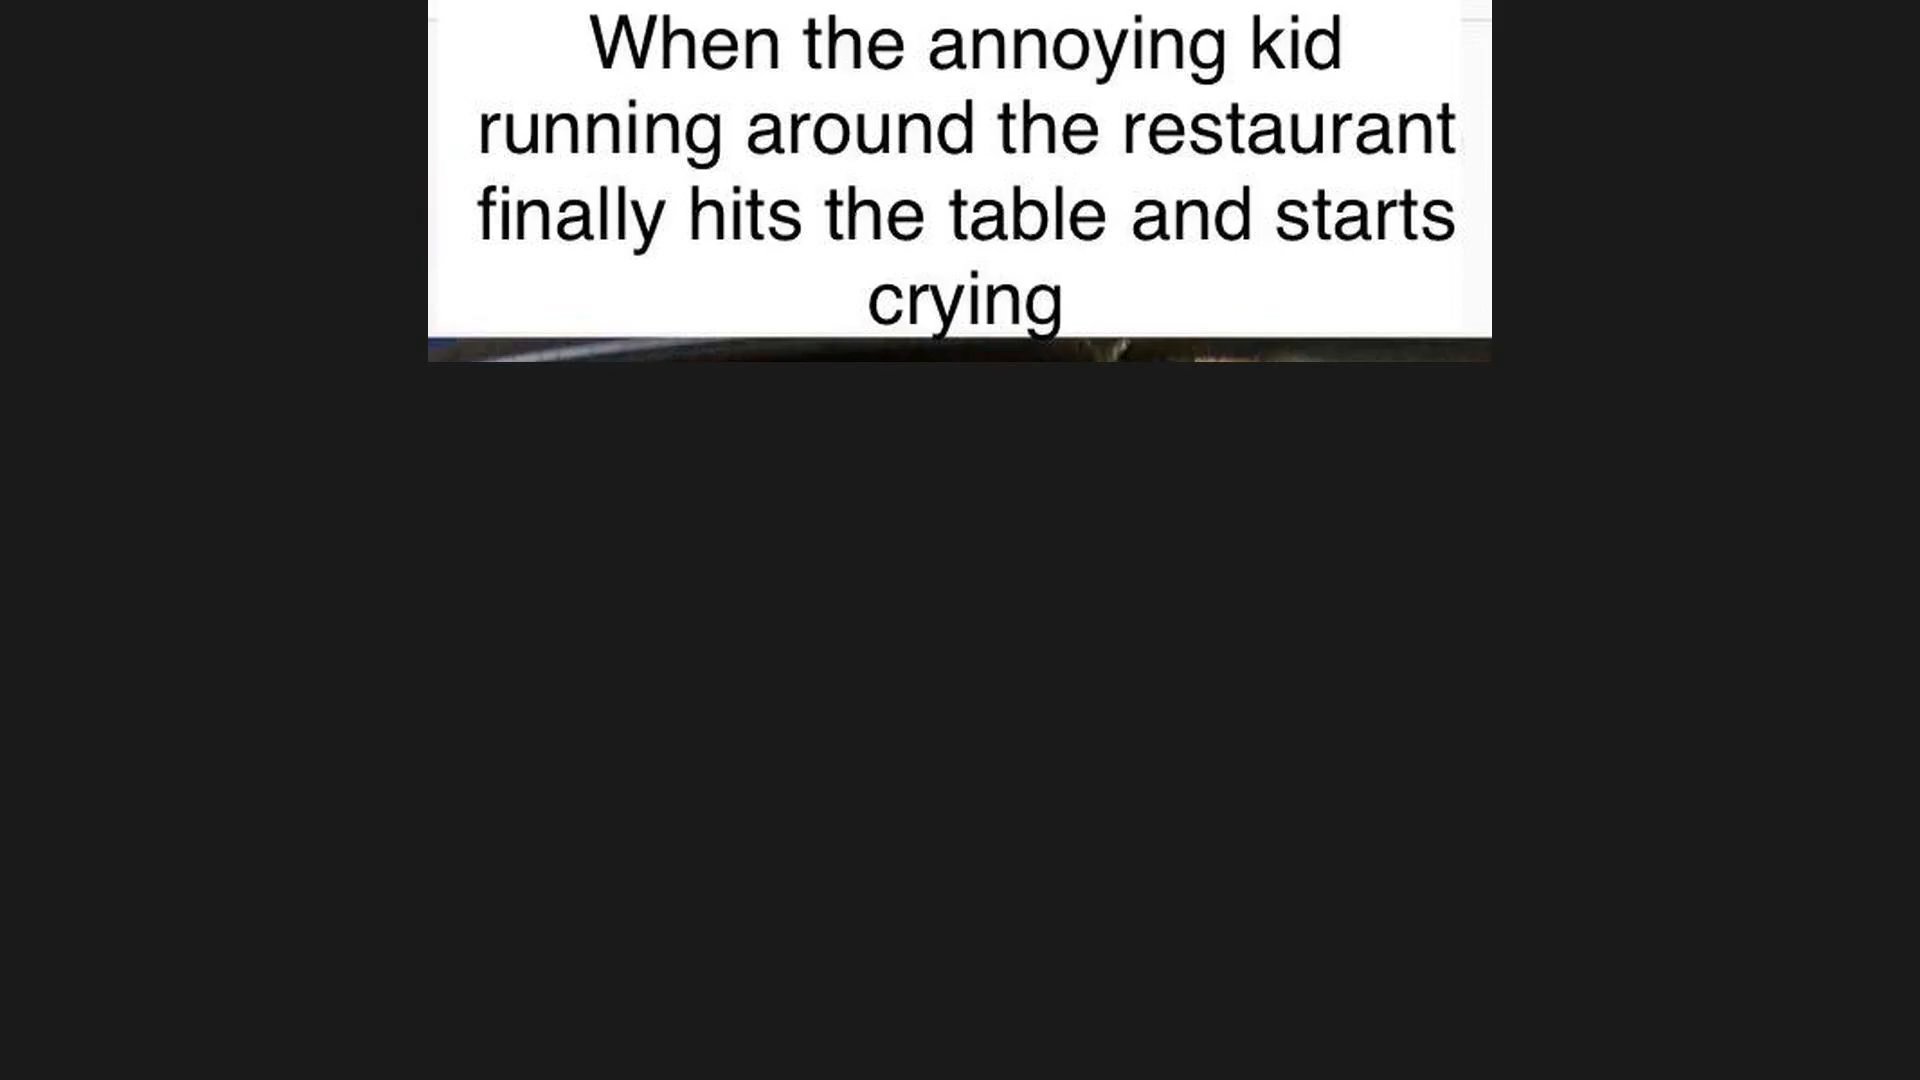 When the annoying kid
running around the restaurant
finally hits the table and starts
crying